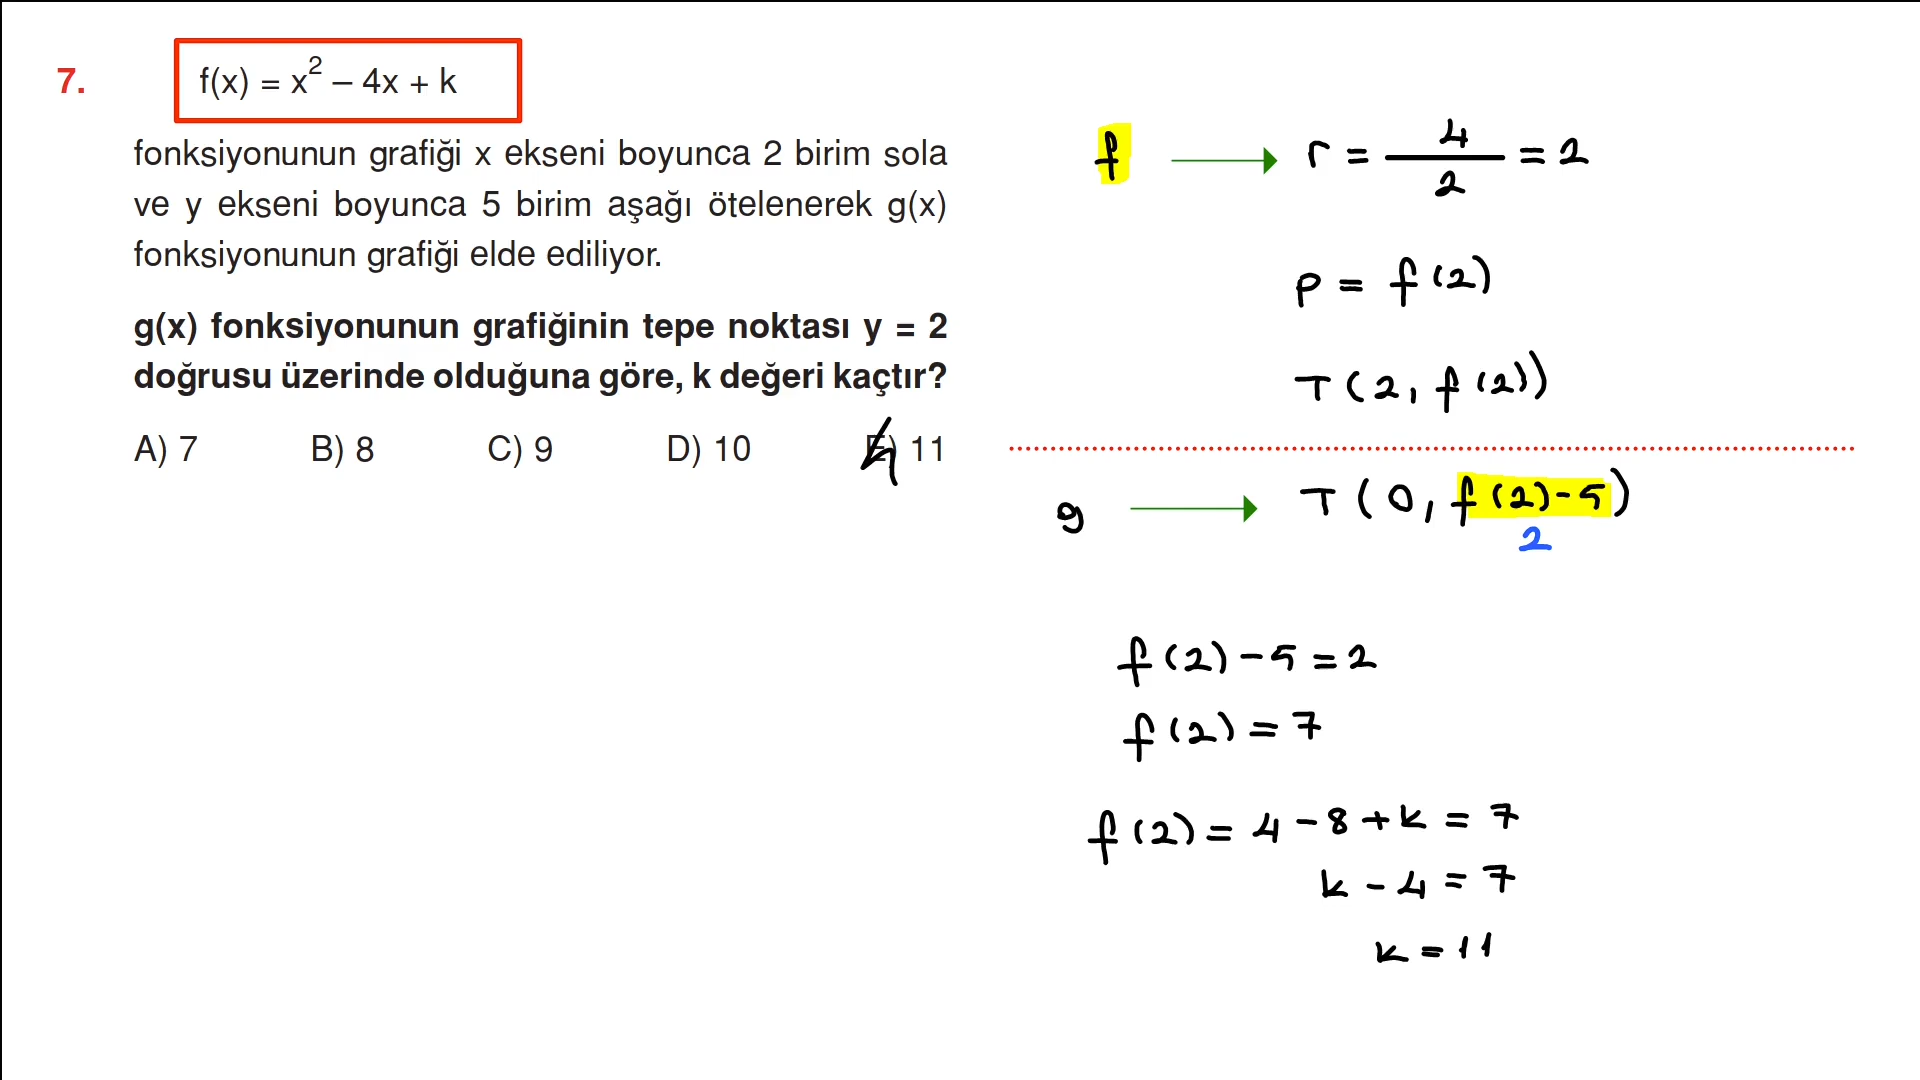 7. f(x) = x² – 4x + k
fonksiyonunun grafiği x ekseni boyunca 2 birim sola
ve y ekseni boyunca 5 birim aşağı ötelenerek g(x)
fonksiyonunun grafiği elde ediliyor.
g(x) fonksiyonunun grafiğinin tepe noktası y = 2
doğrusu üzerinde olduğuna göre, k değeri kaçtır?
A) 7 B) 8 C) 9 D) 10 E) 11
f → r = 4/2 = 2
p = f(2)
T(2, f(2))
g → T(0, f(2)-5)
2
f(2)-5=2
f(2)=7
f(2)=4-8+k=7
k-4=7
k=11